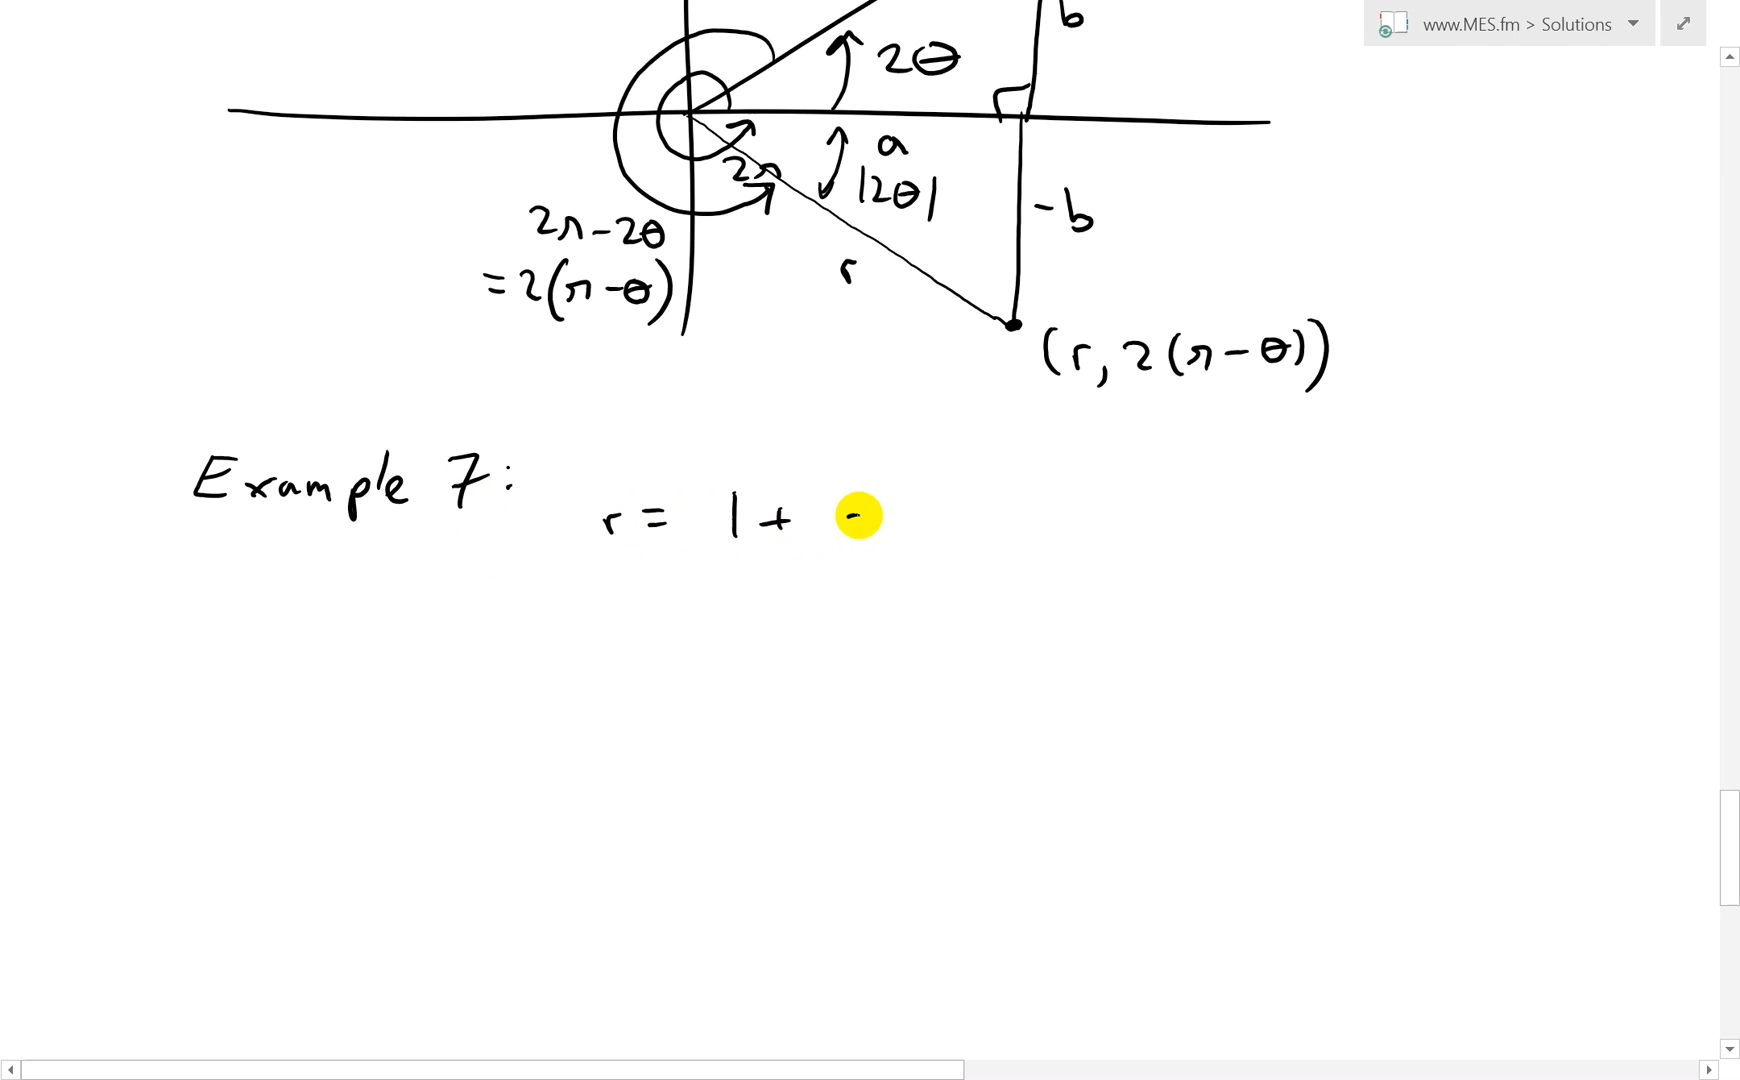 www.MES.fm > Solutions
b
2θ
a
2π
|2θ|
-b
2π-2θ
=2(π-θ)
r
(r, 2(π-θ))
Example 7:
r = 1 + -